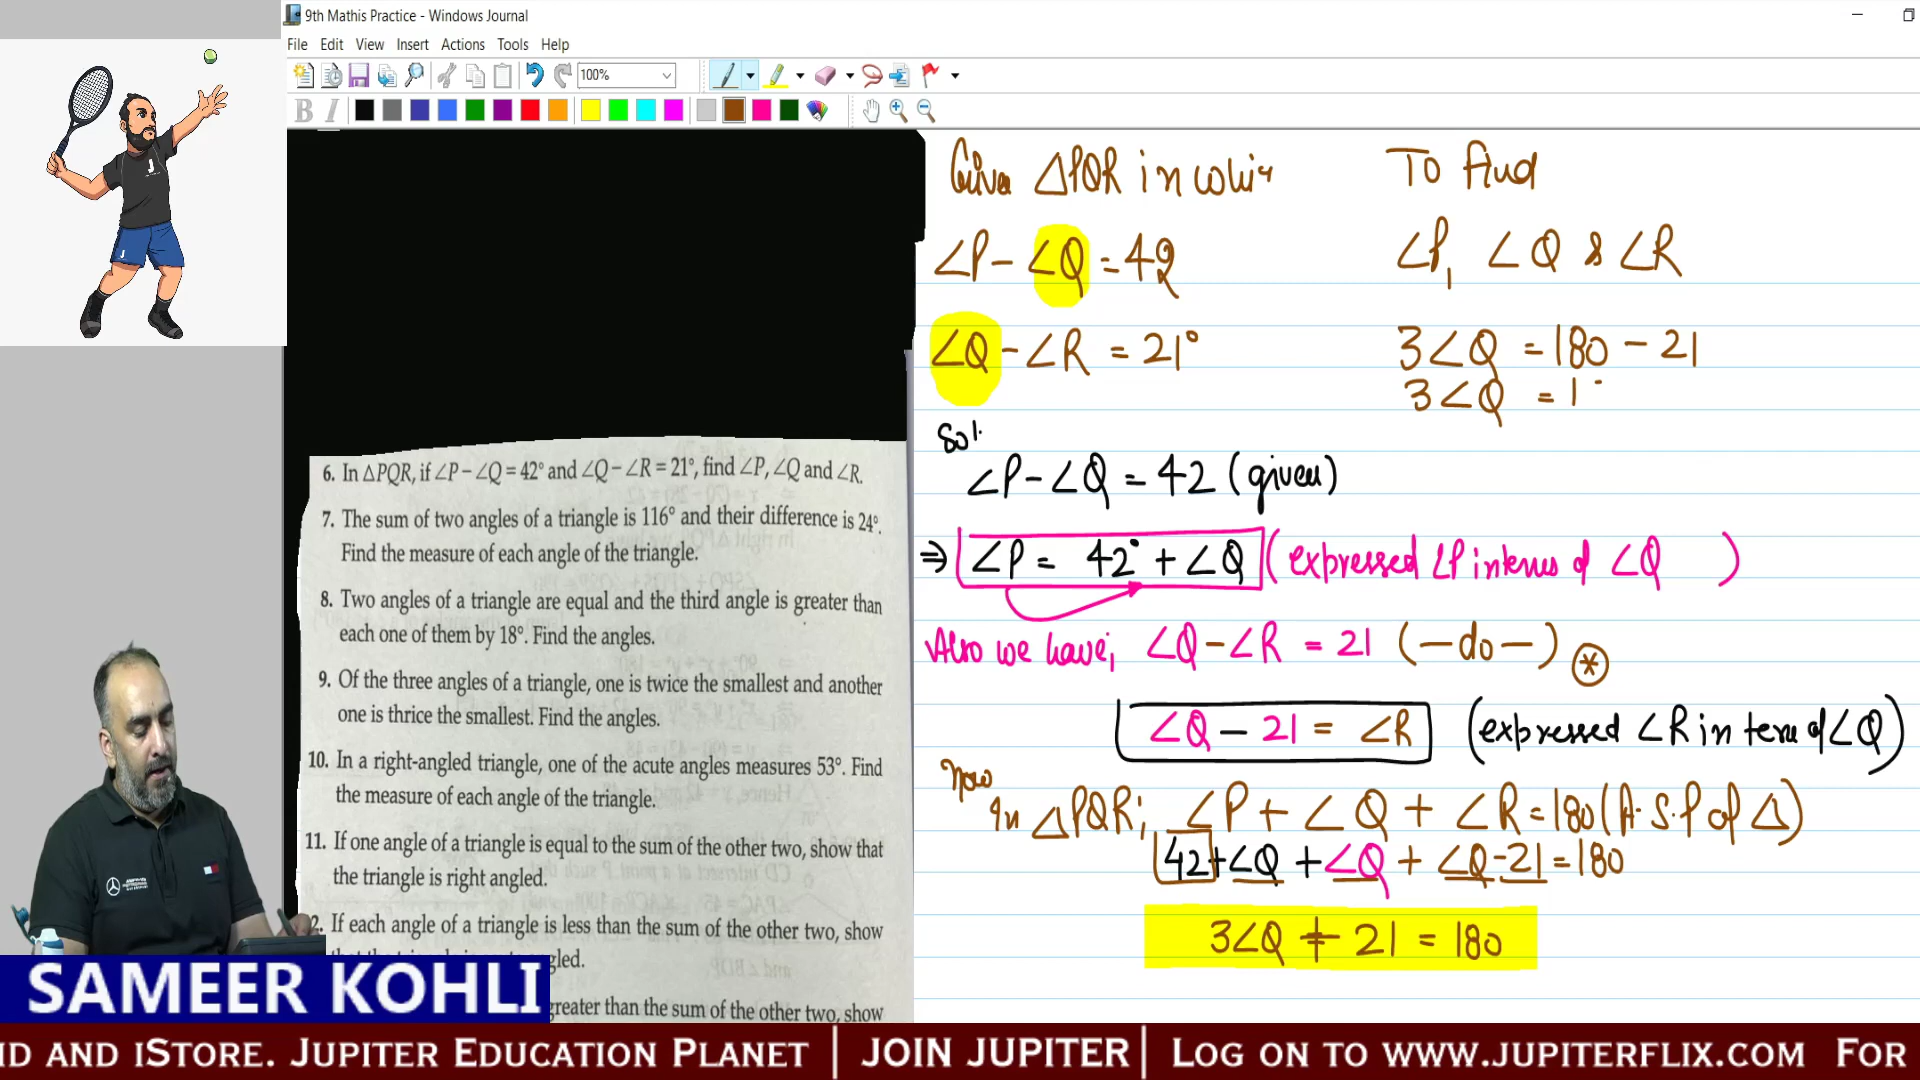 9th Mathis Practice - Windows Journal
File Edit View Insert Actions Tools Help
100%
B I
J
J
6. In △PQR, if ∠P − ∠Q = 42° and ∠Q − ∠R = 21°, find ∠P, ∠Q and ∠R.
7. The sum of two angles of a triangle is 116° and their difference is 24°.
Find the measure of each angle of the triangle.
8. Two angles of a triangle are equal and the third angle is greater than
each one of them by 18°. Find the angles.
9. Of the three angles of a triangle, one is twice the smallest and another
one is thrice the smallest. Find the angles.
10. In a right-angled triangle, one of the acute angles measures 53°. Find
the measure of each angle of the triangle.
11. If one angle of a triangle is equal to the sum of the other two, show that
the triangle is right angled.
2. If each angle of a triangle is less than the sum of the other two, show
gled.
greater than the sum of the other two, show
Given △PQR in
∠P − ∠Q = 42
∠Q − ∠R = 21°
To find
∠P, ∠Q & ∠R
3∠Q = 180 − 21
3∠Q = 1
Sol:
∠P − ∠Q = 42 (given)
⇒ ∠P = 42° + ∠Q (expressed ∠P in terms of ∠Q )
Also we have; ∠Q − ∠R = 21 (−do−) *
∠Q − 21 = ∠R (expressed ∠R in term of ∠Q)
Now
In △PQR; ∠P + ∠Q + ∠R = 180 (A.S.P of △)
42 + ∠Q + ∠Q + ∠Q − 21 = 180
3∠Q + 21 = 180
SAMEER KOHLI
ID AND iSTORE. JUPITER EDUCATION PLANET | JOIN JUPITER | LOG ON TO WWW.JUPITERFLIX.COM FOR